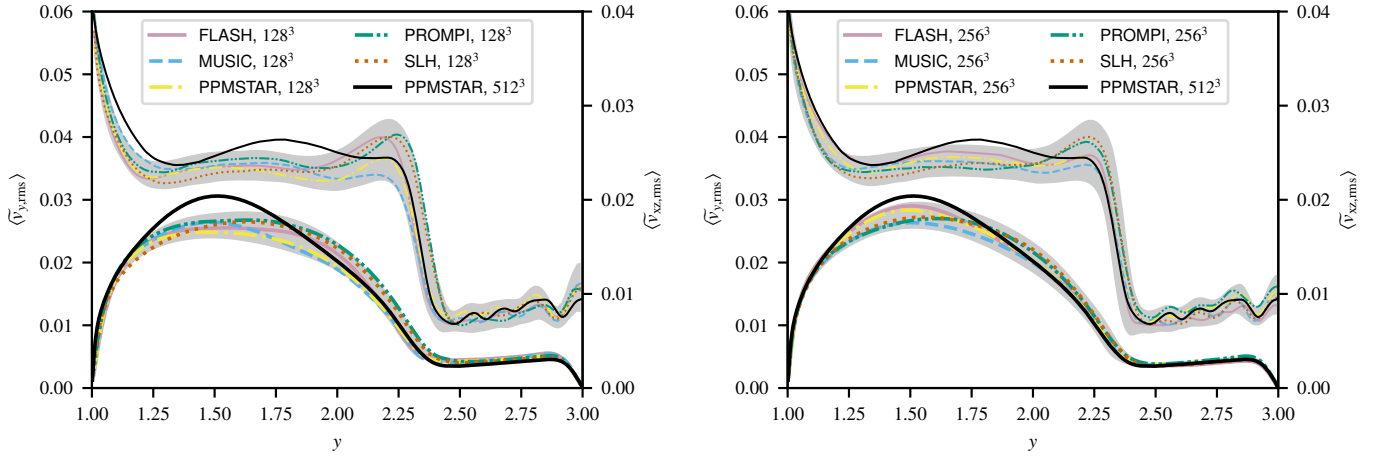 0.06
0.05
0.04
0.03
0.02
0.01
0.00
⟨ṽ_y,rms⟩
FLASH, 128³
MUSIC, 128³
PPMSTAR, 128³
PROMPI, 128³
SLH, 128³
PPMSTAR, 512³
0.04
0.03
0.02
0.01
0.00
⟨ṽ_xz,rms⟩
1.00 1.25 1.50 1.75 2.00 2.25 2.50 2.75 3.00
y
0.06
0.05
0.04
0.03
0.02
0.01
0.00
⟨ṽ_y,rms⟩
FLASH, 256³
MUSIC, 256³
PPMSTAR, 256³
PROMPI, 256³
SLH, 256³
PPMSTAR, 512³
0.04
0.03
0.02
0.01
0.00
⟨ṽ_xz,rms⟩
1.00 1.25 1.50 1.75 2.00 2.25 2.50 2.75 3.00
y